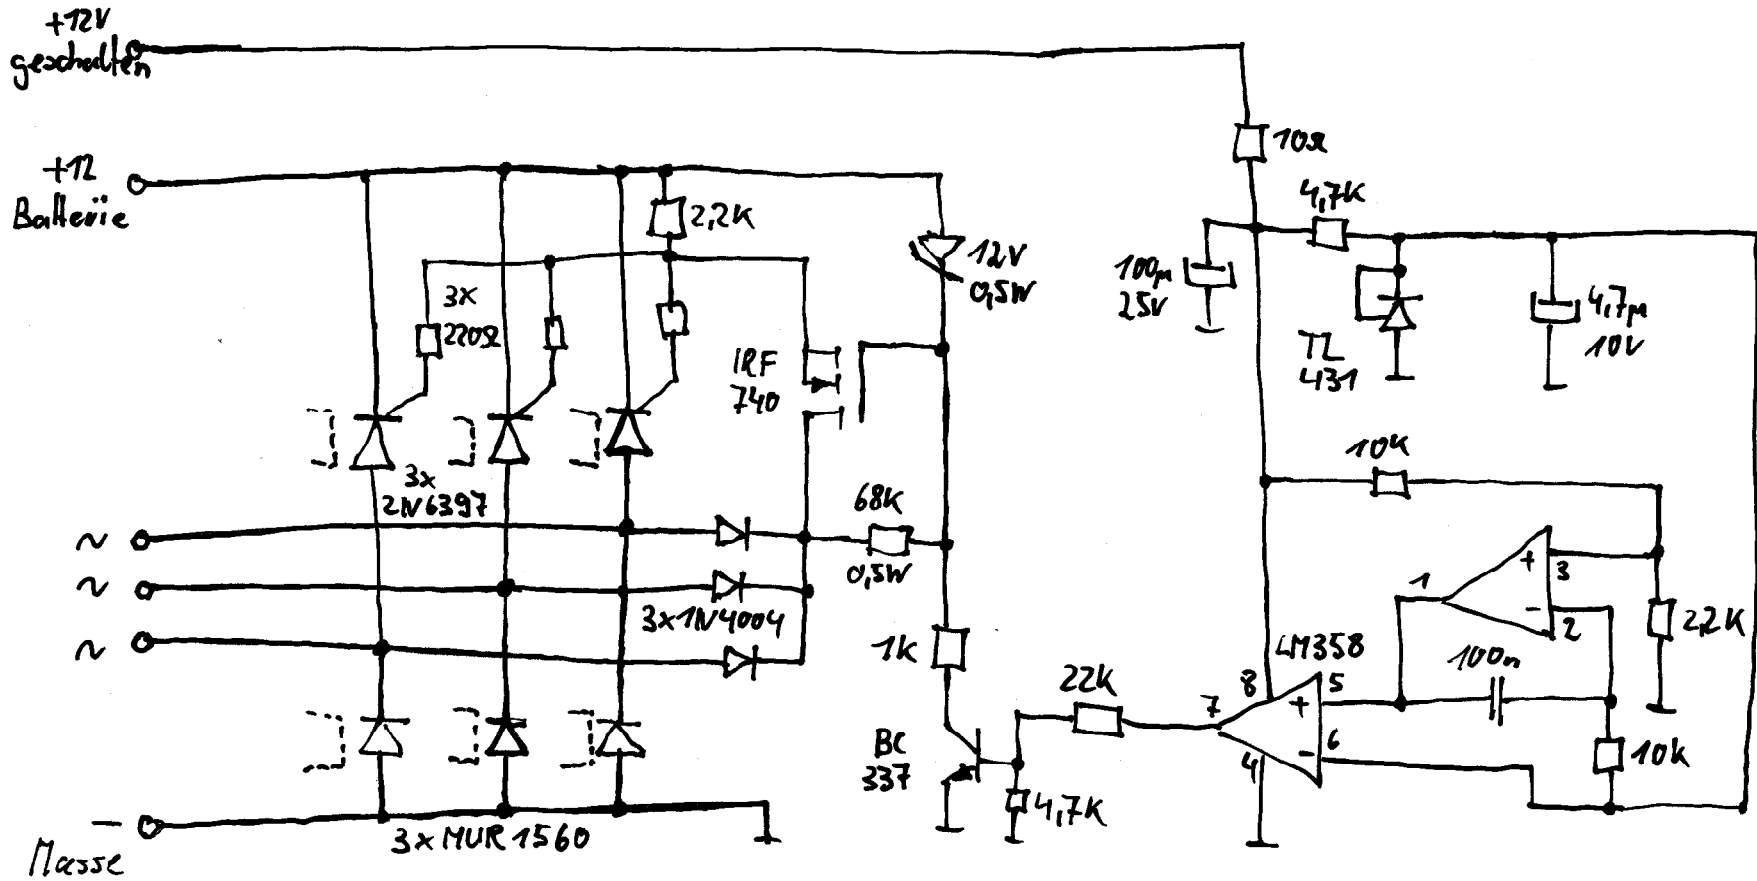 +12V
geschalten
+12
Batterie
2,2K
3x
220Ω
IRF
740
12V
0,5W
10Ω
4,7K
100µ
25V
TL
431
4,7µ
10V
3x
2N6397
68K
0,5W
3x1N4004
10K
+
3
1
-
2
2,2K
LM358
100n
1K
22K
8
5
7
+
6
-
4
10k
BC
337
4,7K
~
~
~
-
Masse
3xMUR1560